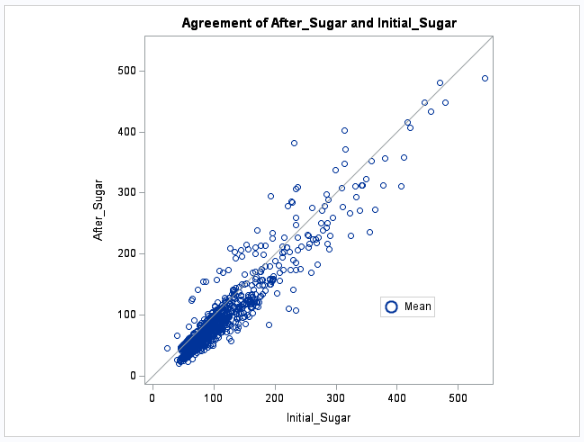 Agreement of After_Sugar and Initial_Sugar
500
400
300
200
100
0
After_Sugar
Mean
0 100 200 300 400 500
Initial_Sugar